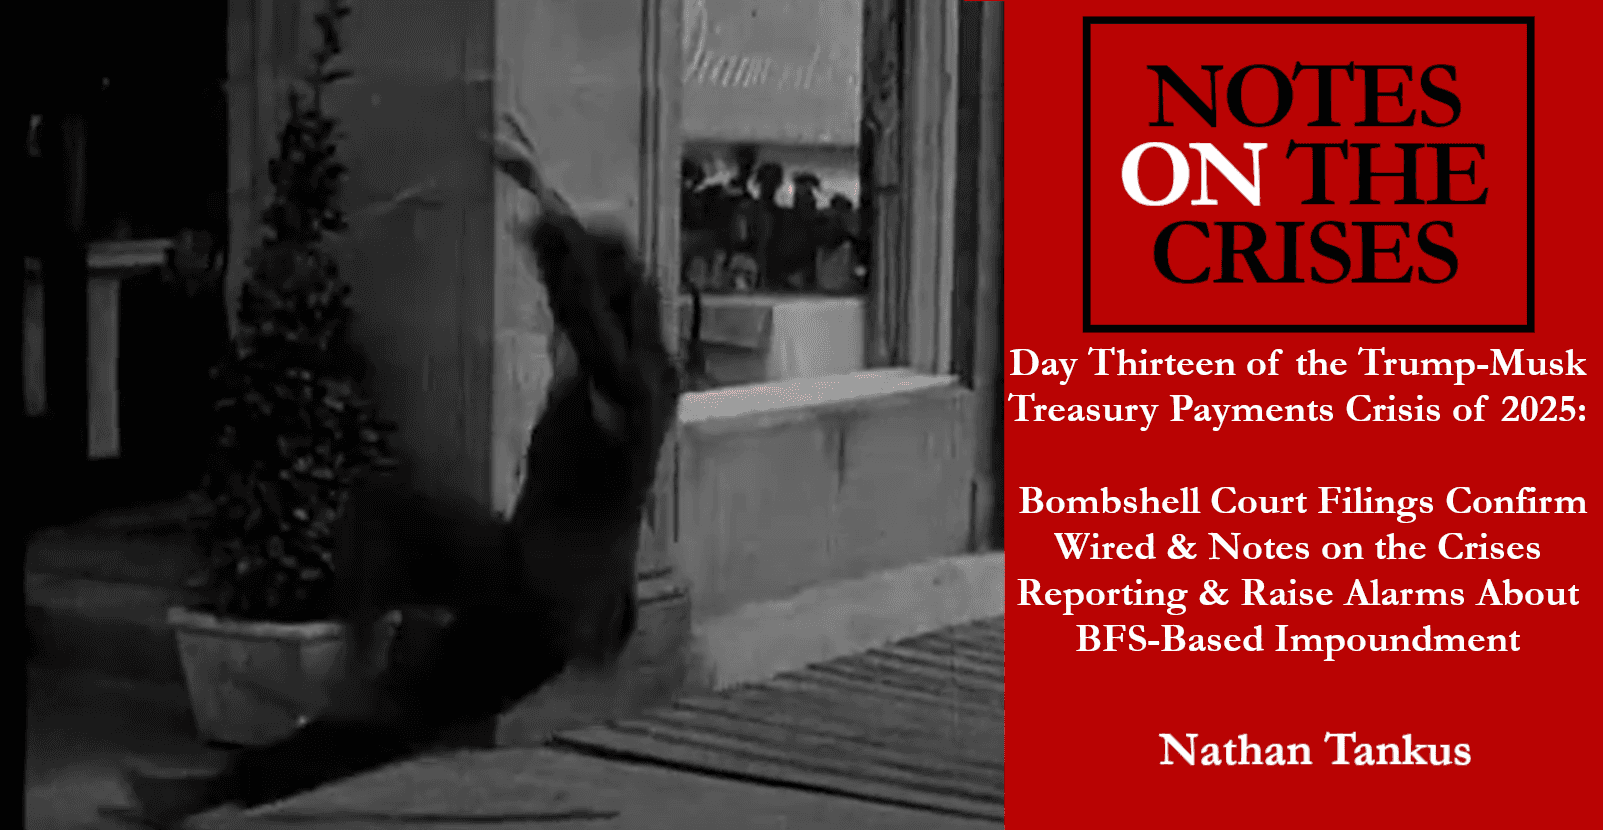 NOTES
ON THE
CRISES
Day Thirteen of the Trump-Musk
Treasury Payments Crisis of 2025:
Bombshell Court Filings Confirm
Wired & Notes on the Crises
Reporting & Raise Alarms About
BFS-Based Impoundment
Nathan Tankus